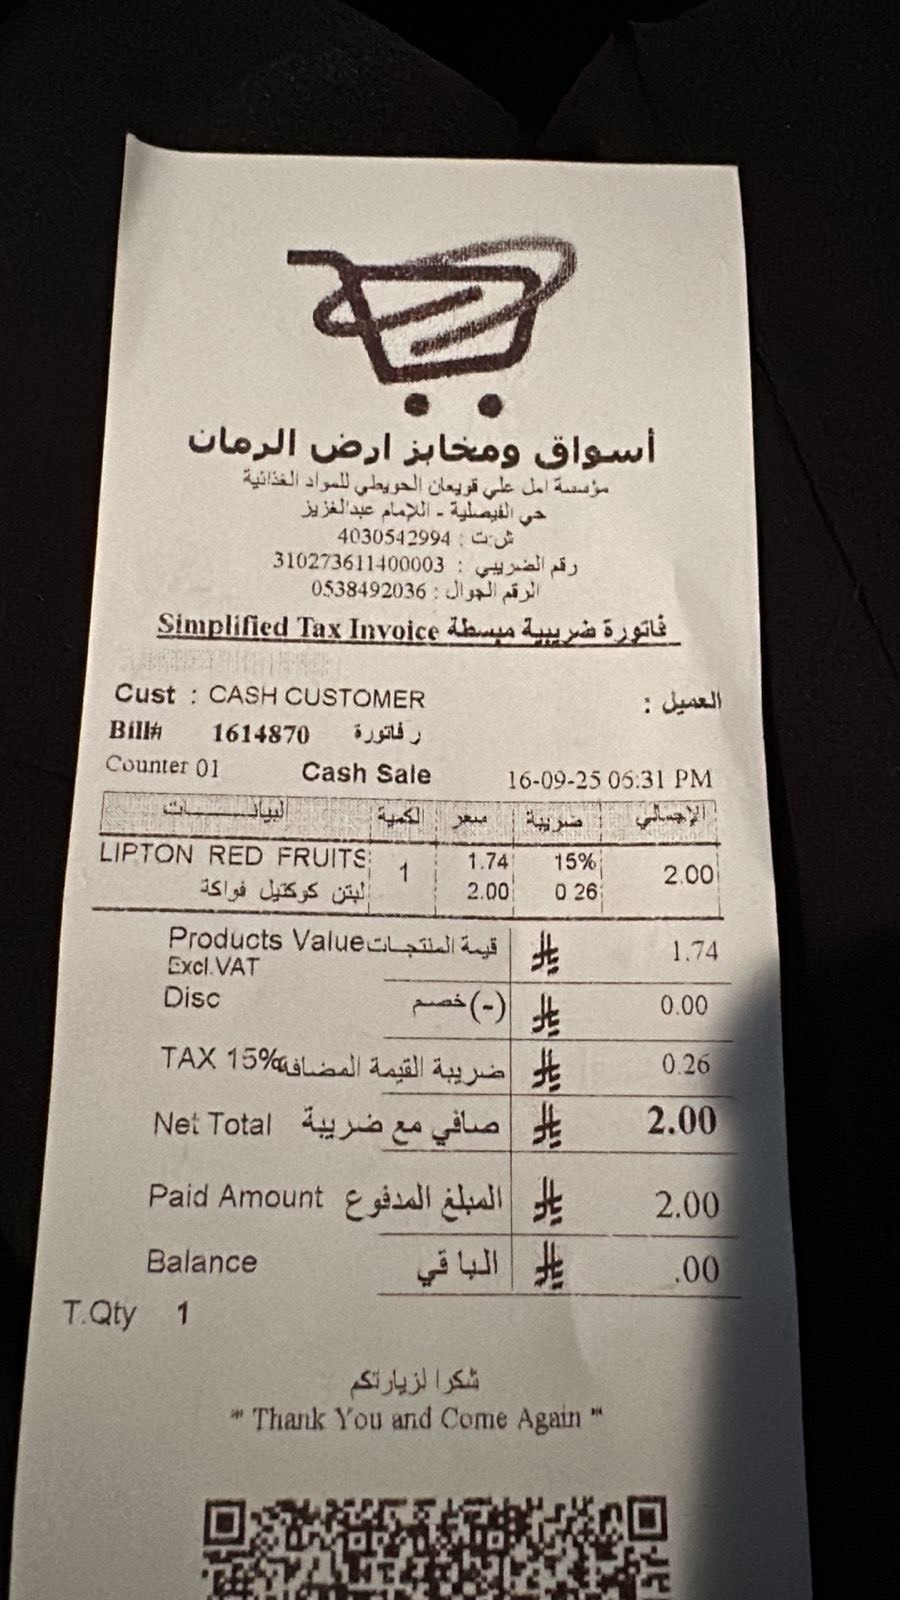 أسواق ومخابز ارض الرمان
مؤسسة امل علي قويعان الحويطي للمواد الغذائية
حي الفيصلية - اللإمام عبدالغزيز
ش.ت : 4030542994
رقم الضريبي : 310273611400003
الرقم الجوال : 0538492036
Simplified Tax Invoice فاتورة ضريبية مبسطة
Cust : CASH CUSTOMER العميل :
Bill# 1614870 ر فاتورة
Counter 01 Cash Sale 16-09-25 05:31 PM
لبيانـــــات الكمية سعر ضريبة الإجمالي
LIPTON RED FRUITS 1 1.74 15% 2.00
لبتن كوكتيل فواكة 2.00 0 26
Products Value قيمة المنتجات 1.74
Excl.VAT
Disc خصم (-) 0.00
TAX 15% ضريبة القيمة المضافة 0.26
Net Total صافي مع ضريبة 2.00
Paid Amount المبلغ المدفوع 2.00
Balance الباقي .00
T.Qty 1
شكرا لزيارتكم
" Thank You and Come Again "